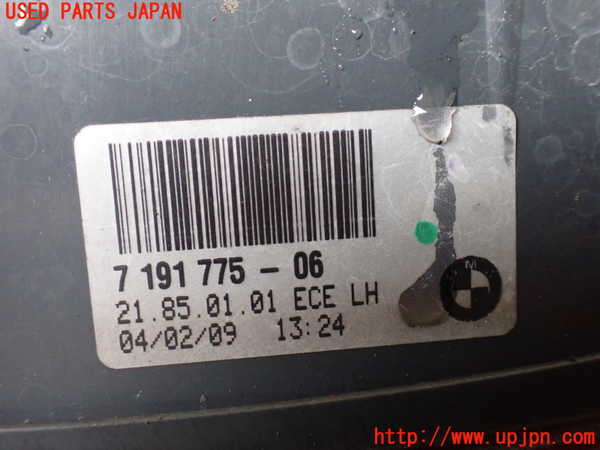 USED PARTS JAPAN
7 191 775 - 06
21.85.01.01 ECE LH
04/02/09 13:24
M
http://www.upjpn.com/